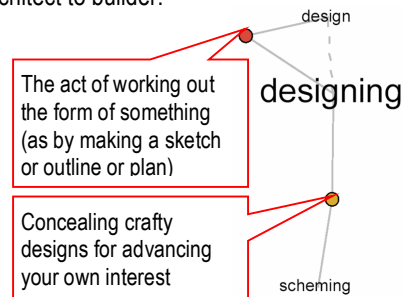 architect to builder.
design
The act of working out
the form of something
(as by making a sketch
or outline or plan)
designing
Concealing crafty
designs for advancing
your own interest
scheming